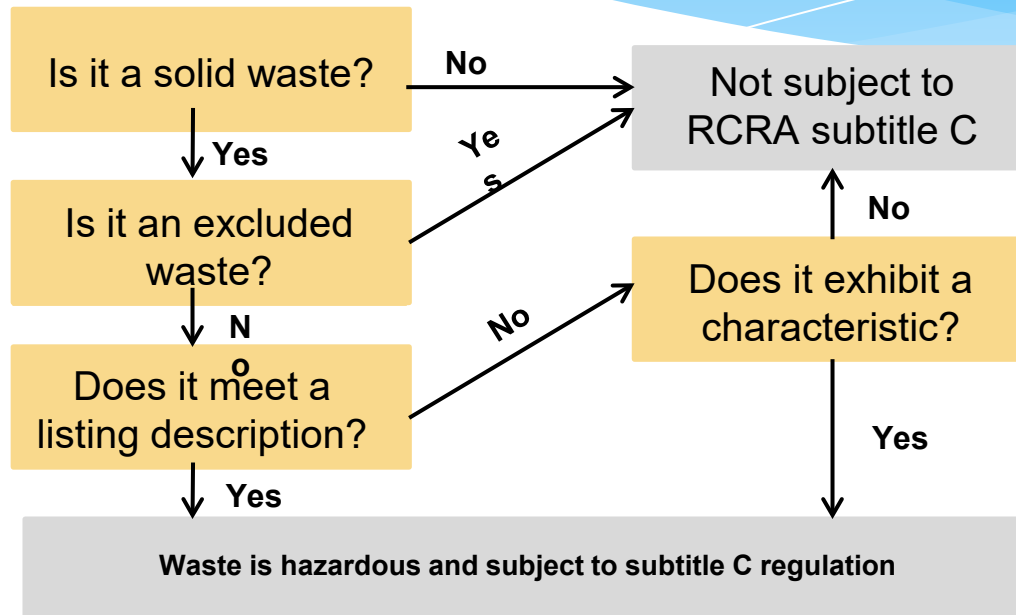 Is it a solid waste?
No
Not subject to
RCRA subtitle C
Yes
Ye
s
Is it an excluded
waste?
No
Does it exhibit a
characteristic?
N
o
No
Does it meet a
listing description?
Yes
Yes
Waste is hazardous and subject to subtitle C regulation